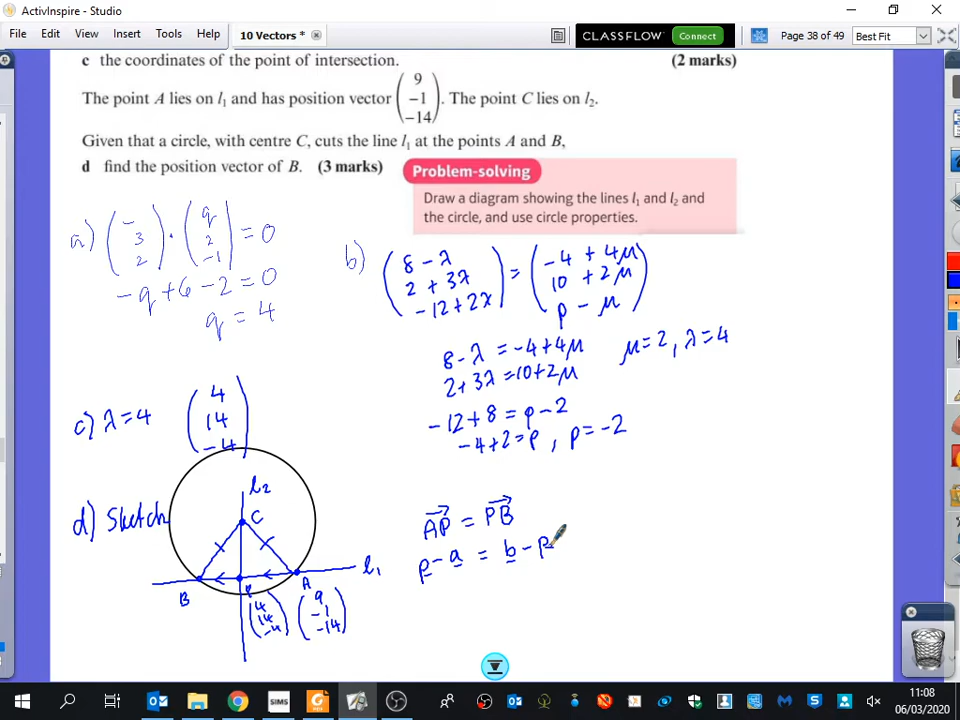 ActivInspire - Studio
File Edit View Insert Tools Help
10 Vectors *
CLASSFLOW Connect
Page 38 of 49
Best Fit
c the coordinates of the point of intersection. (2 marks)
The point A lies on l₁ and has position vector (9 -1 -14). The point C lies on l₂.
Given that a circle, with centre C, cuts the line l₁ at the points A and B,
d find the position vector of B. (3 marks)
Problem-solving
Draw a diagram showing the lines l₁ and l₂ and
the circle, and use circle properties.
a) (- 3 2) · (q 2 -1) = 0
-q + 6 - 2 = 0
q = 4
b) (8 - λ 2 + 3λ -12 + 2λ) = (-4 + 4μ 10 + 2μ p - μ)
8 - λ = -4 + 4μ
2 + 3λ = 10 + 2μ
μ = 2, λ = 4
-12 + 8 = p - 2
-4 + 2 = p, p = -2
c) λ = 4 (4 14 -4)
d) Sketch
l₂
C
l₁
B
P
A
(4 14 -4) (9 -1 -14)
AP = PB
p - a = b - p
11:08
06/03/2020
SIMS